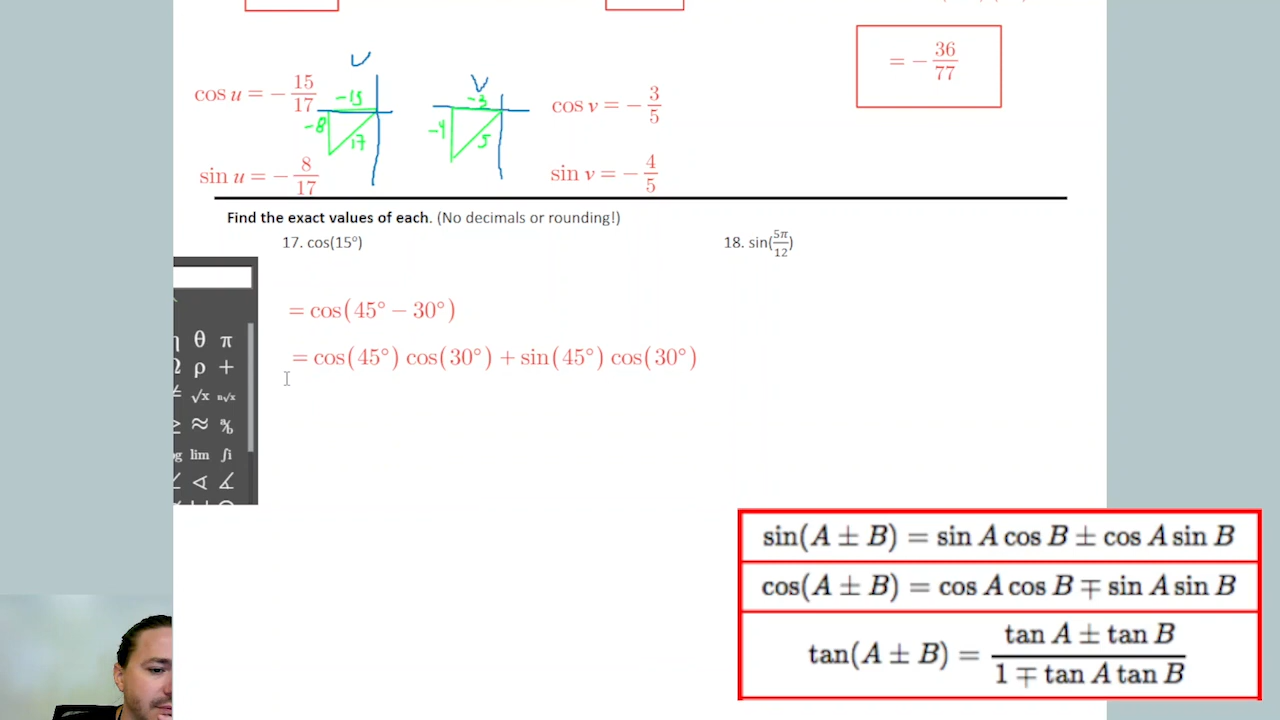 = − 36/77
cos u = − 15/17
sin u = − 8/17
U
−15
−8
17
V
−3
−4
5
cos v = − 3/5
sin v = − 4/5
Find the exact values of each. (No decimals or rounding!)
17. cos(15°)
= cos(45° − 30°)
= cos(45°) cos(30°) + sin(45°) cos(30°)
18. sin(5π/12)
θ π
ρ +
√x n√x
≈ a/b
lim ∫i
∢ ∡
sin(A ± B) = sin A cos B ± cos A sin B
cos(A ± B) = cos A cos B ∓ sin A sin B
tan(A ± B) = tan A ± tan B / 1 ∓ tan A tan B